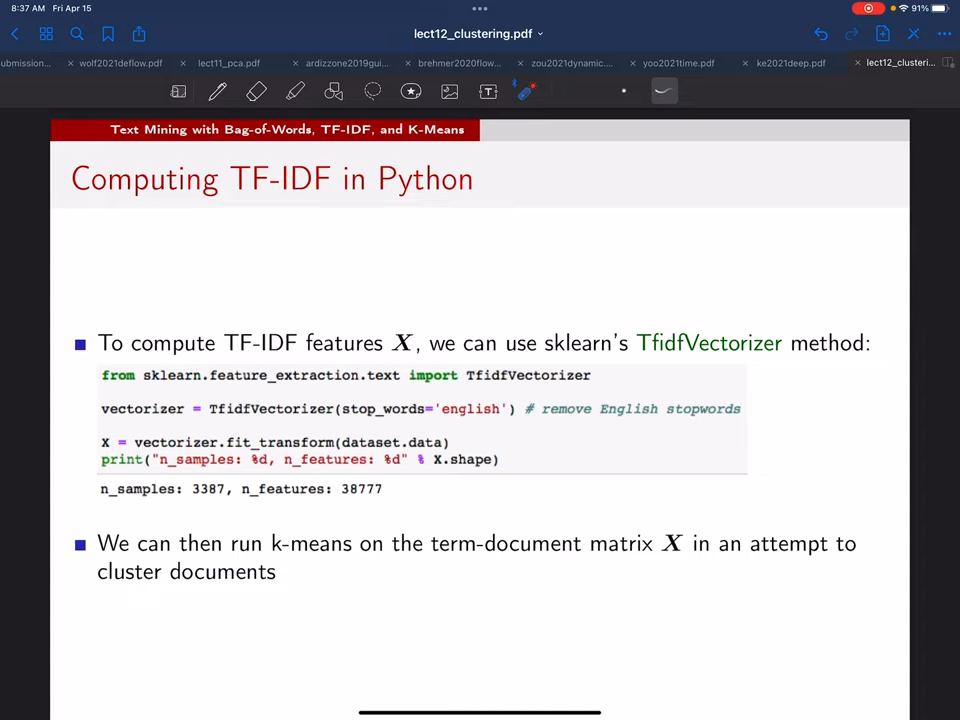 8:37 AM Fri Apr 15
91%
lect12_clustering.pdf
ubmission...
wolf2021deflow.pdf
lect11_pca.pdf
ardizzone2019gui...
brehmer2020flow...
zou2021dynamic....
yoo2021time.pdf
ke2021deep.pdf
lect12_clusteri...
Text Mining with Bag-of-Words, TF-IDF, and K-Means
Computing TF-IDF in Python
To compute TF-IDF features X, we can use sklearn's TfidfVectorizer method:
from sklearn.feature_extraction.text import TfidfVectorizer
vectorizer = TfidfVectorizer(stop_words='english') # remove English stopwords
X = vectorizer.fit_transform(dataset.data)
print("n_samples: %d, n_features: %d" % X.shape)
n_samples: 3387, n_features: 38777
We can then run k-means on the term-document matrix X in an attempt to
cluster documents